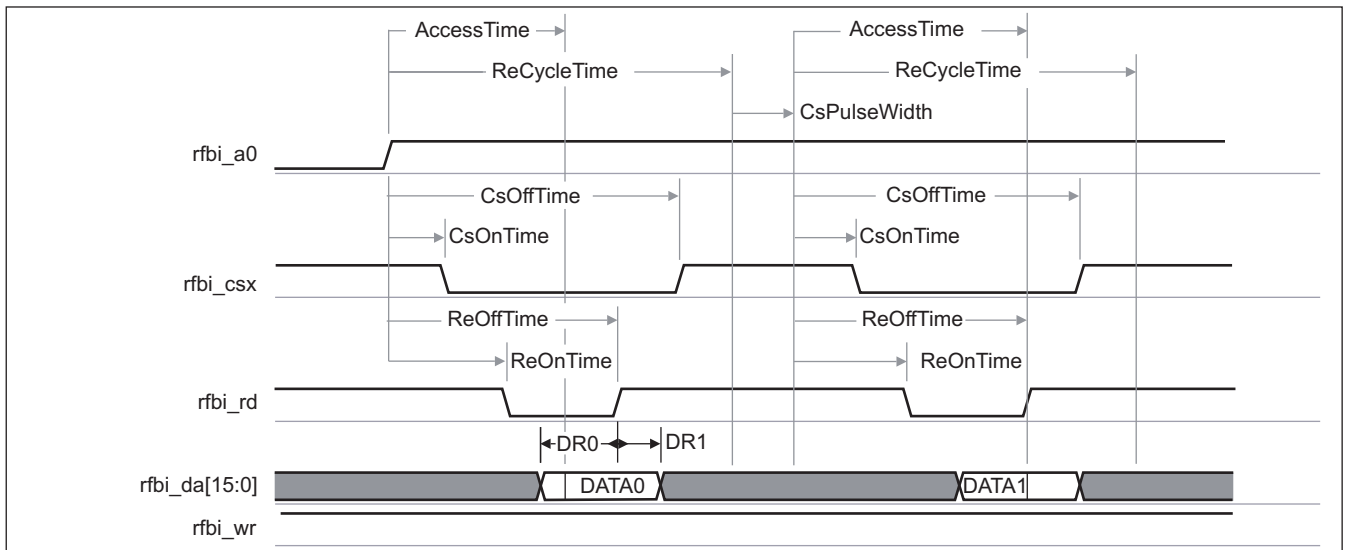 AccessTime AccessTime
ReCycleTime ReCycleTime
CsPulseWidth
rfbi_a0
CsOffTime CsOffTime
CsOnTime CsOnTime
rfbi_csx
ReOffTime ReOffTime
ReOnTime ReOnTime
rfbi_rd
DR0 DR1
rfbi_da[15:0] DATA0 DATA1
rfbi_wr